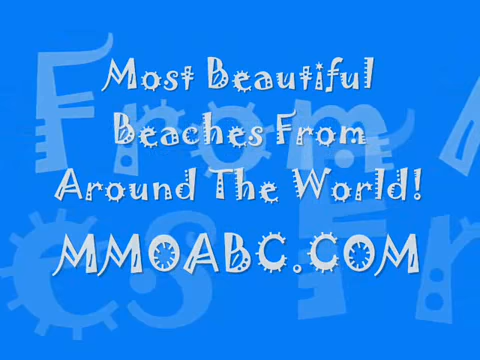 Most Beautiful
Beaches From
Around The World!
MMOABC.COM